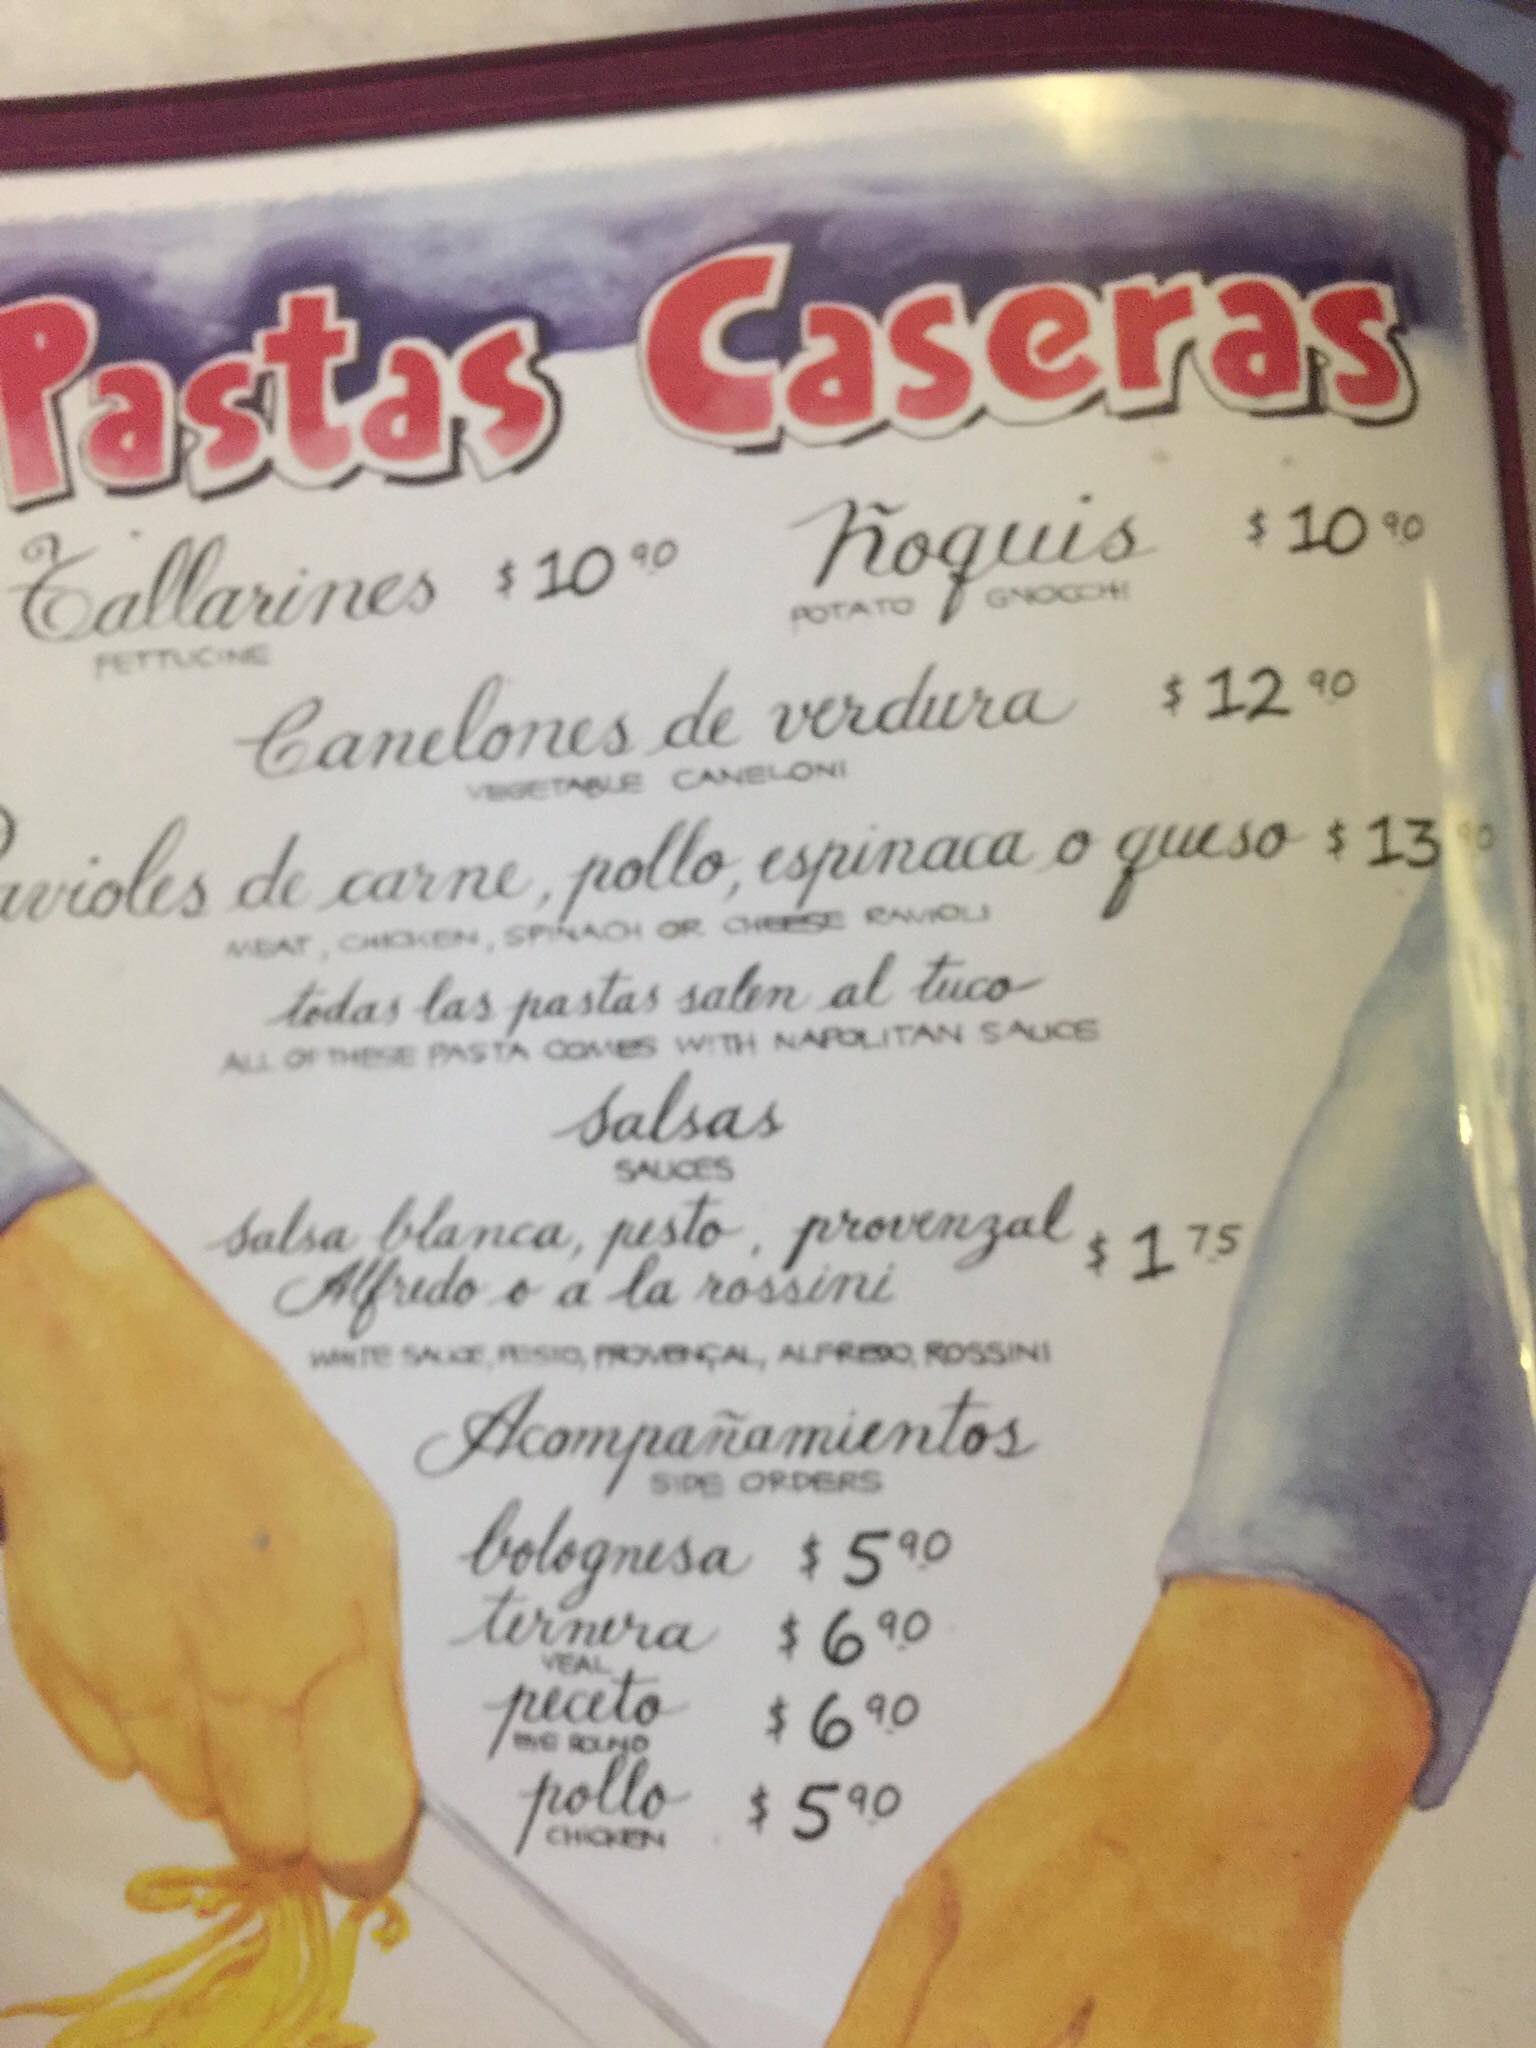 Pastas Caseras
Tallarines $10.90 Ñoquis $10.90
FETTUCINE POTATO GNOCCHI
Canelones de verdura $12.90
VEGETABLE CANELONI
Ravioles de carne, pollo, espinaca o queso $13.90
MEAT, CHICKEN, SPINACH OR CHEESE RAVIOLI
todas las pastas salen al tuco
ALL OF THESE PASTA COMES WITH NAPOLITAN SAUCE
Salsas
SAUCES
Salsa blanca, pesto, provenzal
Alfredo o a la rossini $1.75
WHITE SAUCE, PESTO, PROVENÇAL, ALFREDO, ROSSINI
Acompañamientos
SIDE ORDERS
bolognesa $5.90
ternera $6.90
VEAL
peceto $6.90
EYE ROUND
pollo $5.90
CHICKEN